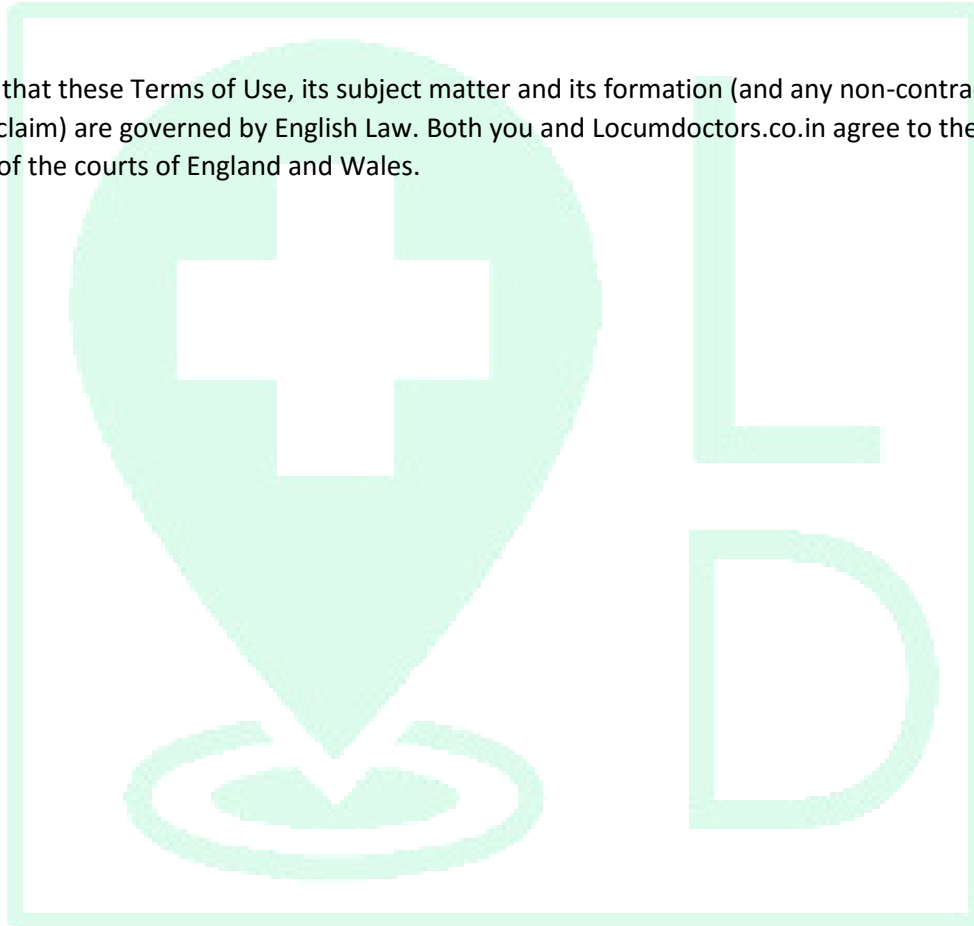 that these Terms of Use, its subject matter and its formation (and any non-contra
claim) are governed by English Law. Both you and Locumdoctors.co.in agree to the
of the courts of England and Wales.
L
D